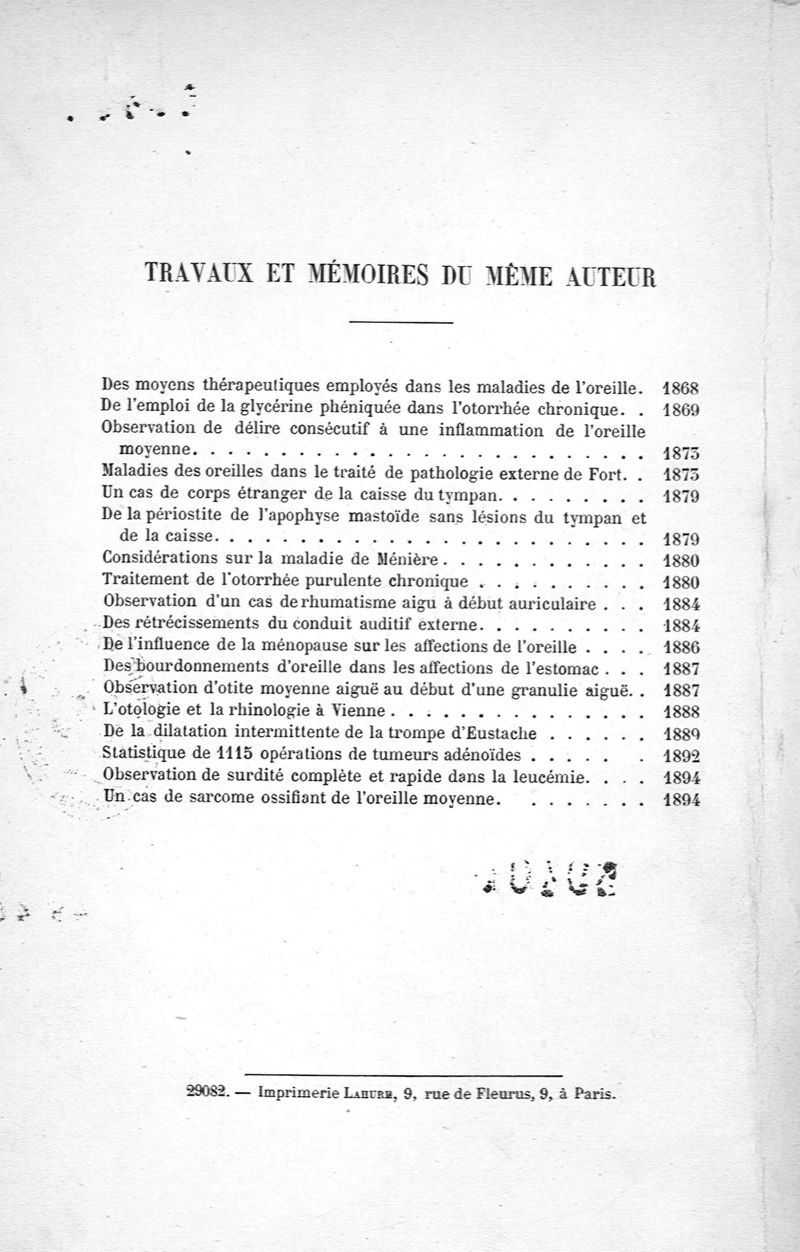 TRAVAUX ET MÉMOIRES DU MÊME AUTEUR
Des moyens thérapeutiques employés dans les maladies de l'oreille. 1868
De l'emploi de la glycérine phéniquée dans l'otorrhée chronique. . 1869
Observation de délire consécutif à une inflammation de l'oreille
moyenne. . . . . . . . . . . . . . . . . . . . . . . . . . . . 1873
Maladies des oreilles dans le traité de pathologie externe de Fort. . 1873
Un cas de corps étranger de la caisse du tympan. . . . . . . . . 1879
De la périostite de l'apophyse mastoïde sans lésions du tympan et
de la caisse. . . . . . . . . . . . . . . . . . . . . . . . . . 1879
Considérations sur la maladie de Ménière . . . . . . . . . . . . 1880
Traitement de l'otorrhée purulente chronique . . . . . . . . . . 1880
Observation d'un cas de rhumatisme aigu à début auriculaire . . . 1884
Des rétrécissements du conduit auditif externe. . . . . . . . . . 1884
De l'influence de la ménopause sur les affections de l'oreille . . . . 1886
Des bourdonnements d'oreille dans les affections de l'estomac . . . 1887
Observation d'otite moyenne aiguë au début d'une granulie aiguë. . 1887
L'otologie et la rhinologie à Vienne . . . . . . . . . . . . . . . 1888
De la dilatation intermittente de la trompe d'Eustache . . . . . . 1889
Statistique de 1115 opérations de tumeurs adénoïdes . . . . . . 1892
Observation de surdité complète et rapide dans la leucémie. . . . 1894
Un cas de sarcome ossifiant de l'oreille moyenne. . . . . . . . 1894
29082. — Imprimerie LAHURE, 9, rue de Fleurus, 9, à Paris.